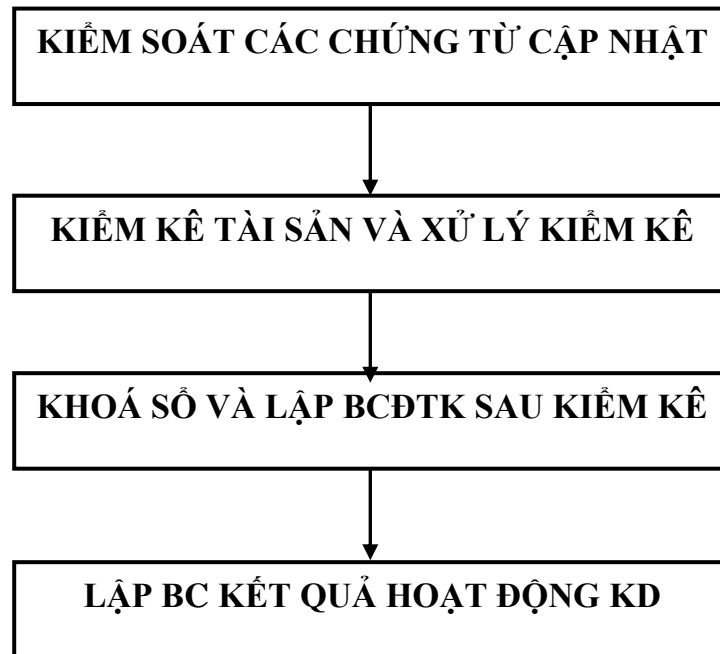 KIỂM SOÁT CÁC CHỨNG TỪ CẬP NHẬT
KIỂM KÊ TÀI SẢN VÀ XỬ LÝ KIỂM KÊ
KHOÁ SỔ VÀ LẬP BCĐTK SAU KIỂM KÊ
LẬP BC KẾT QUẢ HOẠT ĐỘNG KD